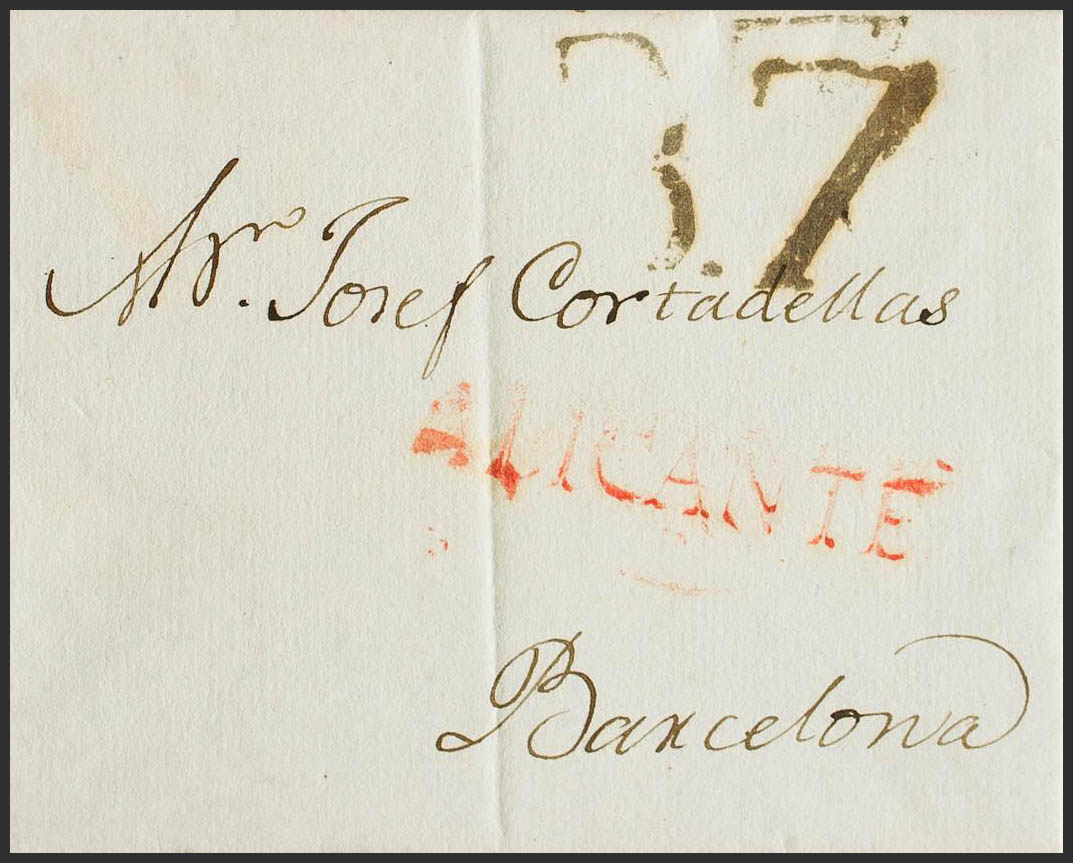 7
Mr. Josef Cortadellas
ALICANTE
Barcelona